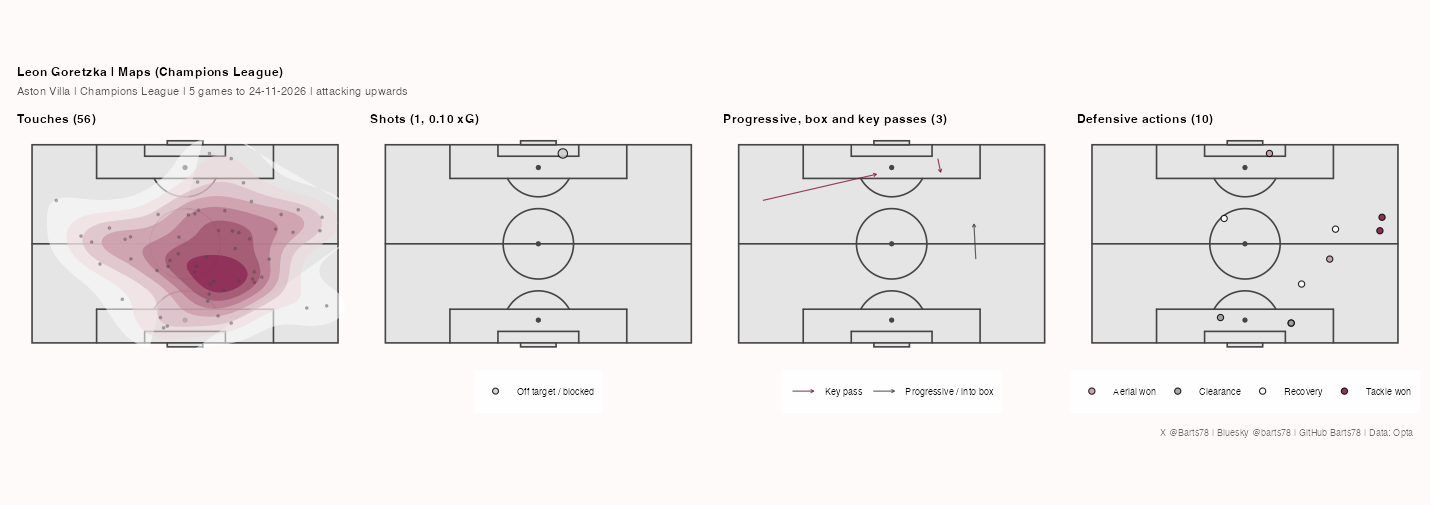 Leon Goretzka | Maps (Champions League)
Aston Villa | Champions League | 5 games to 24-11-2026 | attacking upwards
Touches (56)
Shots (1, 0.10 xG)
Progressive, box and key passes (3)
Defensive actions (10)
Off target / blocked
Key pass
Progressive / into box
Aerial won
Clearance
Recovery
Tackle won
X @Barts78 | Bluesky @barts78 | GitHub Barts78 | Data: Opta